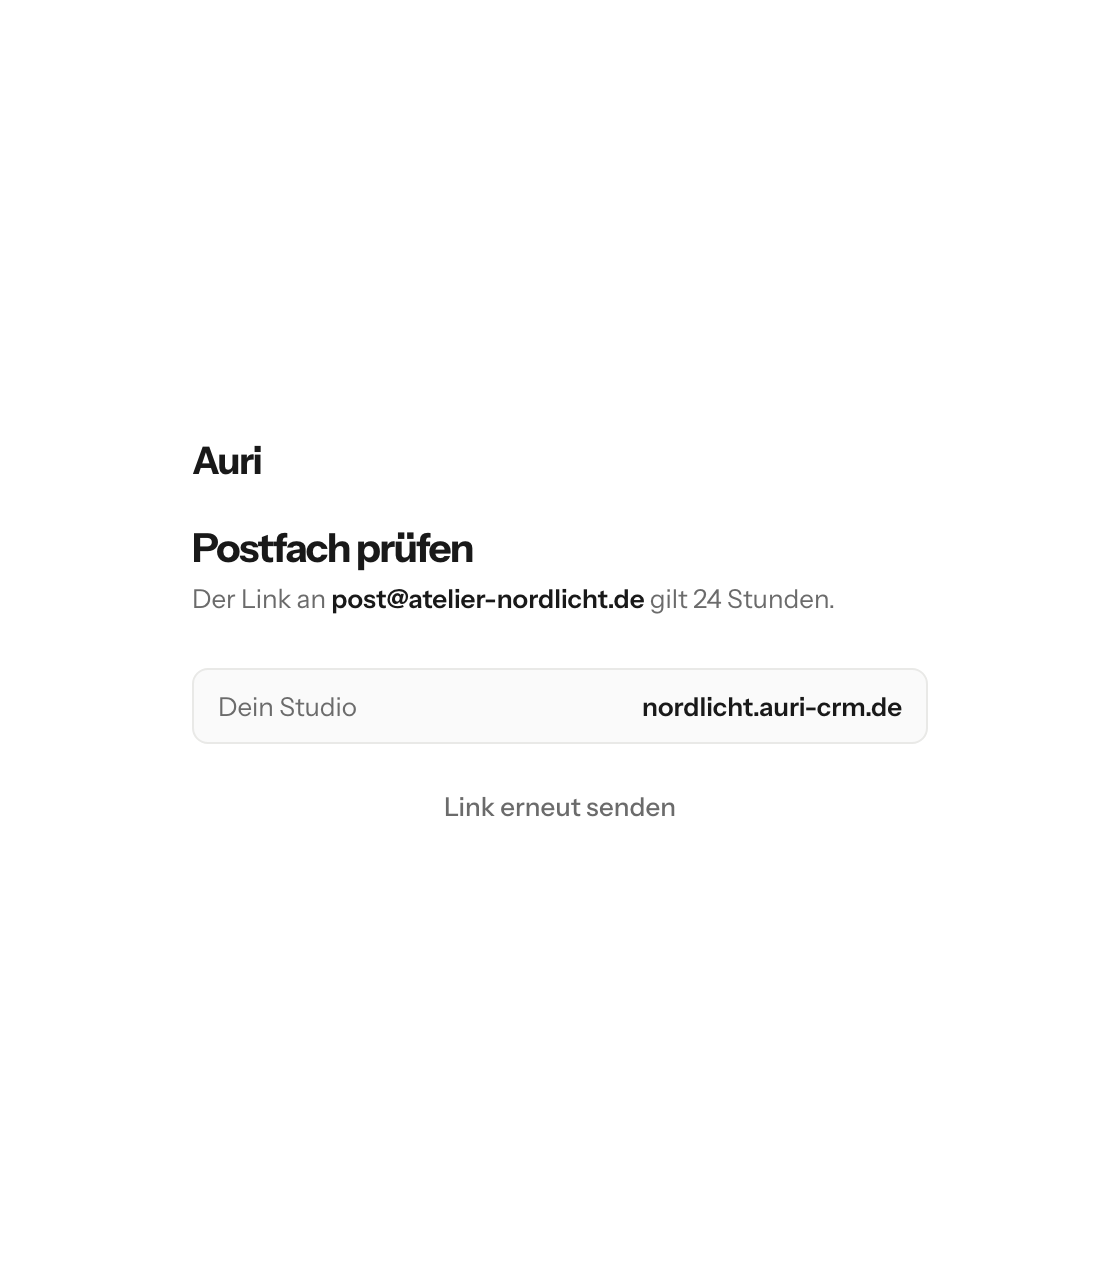 Auri
Postfach prüfen
Der Link an post@atelier-nordlicht.de gilt 24 Stunden.
Dein Studio nordlicht.auri-crm.de
Link erneut senden